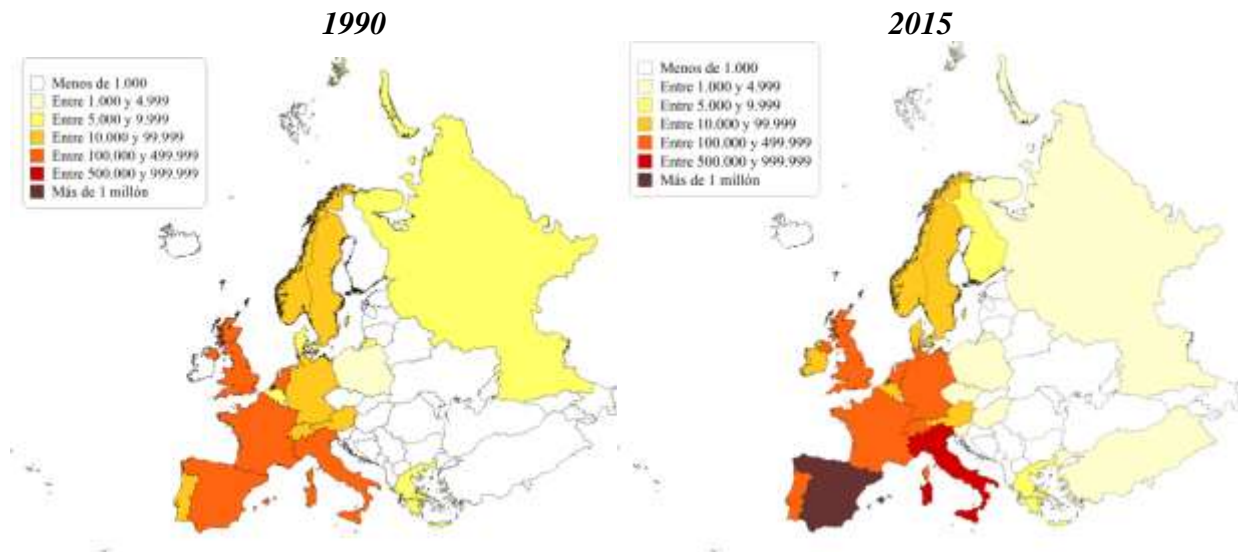 1990
2015
Menos de 1.000
Entre 1.000 y 4.999
Entre 5.000 y 9.999
Entre 10.000 y 99.999
Entre 100.000 y 499.999
Entre 500.000 y 999.999
Más de 1 millón
Menos de 1.000
Entre 1.000 y 4.999
Entre 5.000 y 9.999
Entre 10.000 y 99.999
Entre 100.000 y 499.999
Entre 500.000 y 999.999
Más de 1 millón